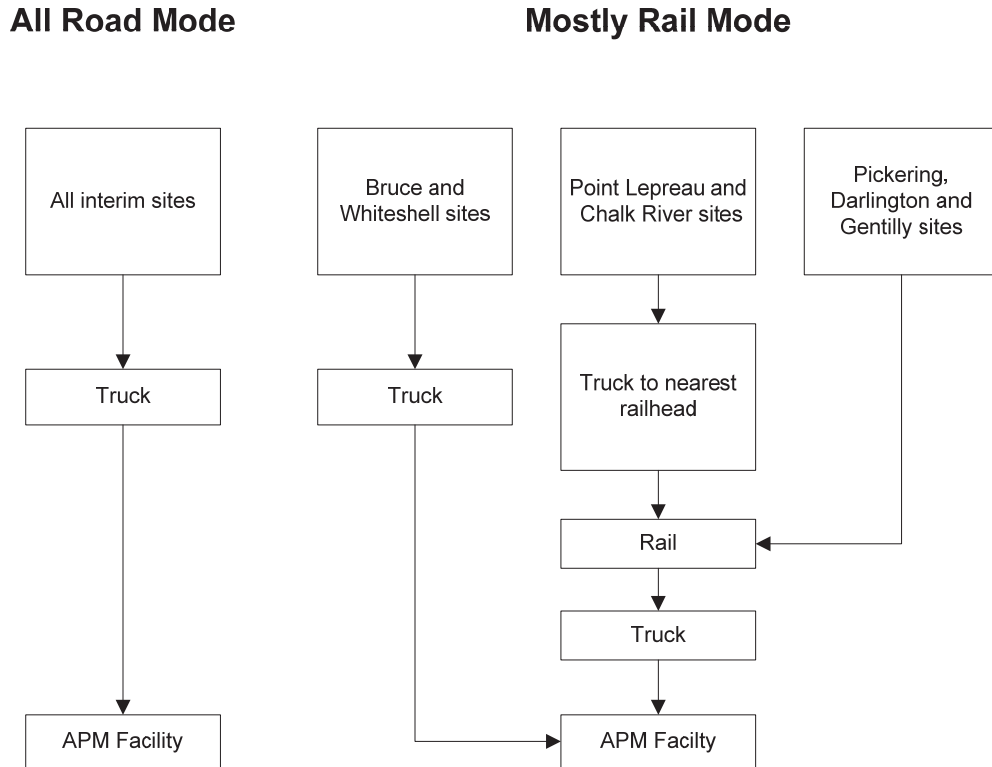 All Road Mode
Mostly Rail Mode
All interim sites
Truck
APM Facility
Bruce and
Whiteshell sites
Truck
Point Lepreau and
Chalk River sites
Truck to nearest
railhead
Rail
Truck
APM Facilty
Pickering,
Darlington and
Gentilly sites